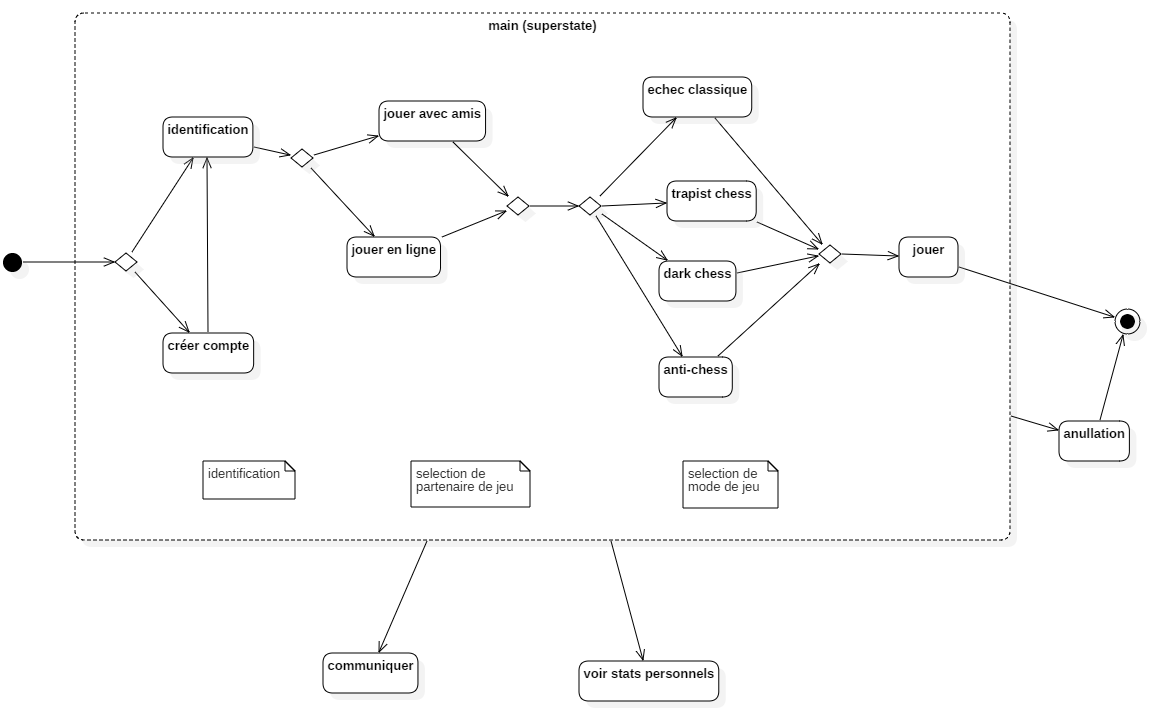 main (superstate)
echec classique
jouer avec amis
identification
trapist chess
jouer en ligne
jouer
dark chess
créer compte
anti-chess
anullation
identification
selection de
partenaire de jeu
selection de
mode de jeu
communiquer
voir stats personnels